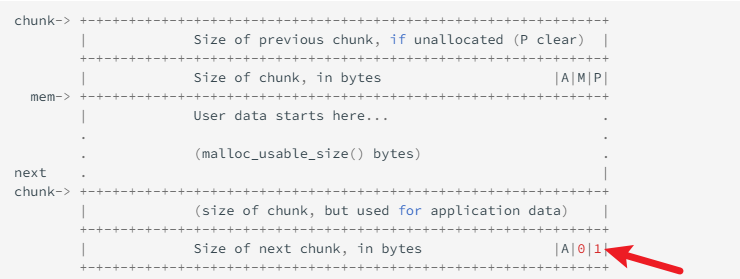 chunk-> +-+-+-+-+-+-+-+-+-+-+-+-+-+-+-+-+-+-+-+-+-+-+-+-+-+-+-+-+-+-+-+-+
| Size of previous chunk, if unallocated (P clear) |
+-+-+-+-+-+-+-+-+-+-+-+-+-+-+-+-+-+-+-+-+-+-+-+-+-+-+-+-+-+-+-+-+
| Size of chunk, in bytes |A|M|P|
mem-> +-+-+-+-+-+-+-+-+-+-+-+-+-+-+-+-+-+-+-+-+-+-+-+-+-+-+-+-+-+-+-+-+
| User data starts here... .
. .
. (malloc_usable_size() bytes) .
next . |
chunk-> +-+-+-+-+-+-+-+-+-+-+-+-+-+-+-+-+-+-+-+-+-+-+-+-+-+-+-+-+-+-+-+-+
| (size of chunk, but used for application data) |
+-+-+-+-+-+-+-+-+-+-+-+-+-+-+-+-+-+-+-+-+-+-+-+-+-+-+-+-+-+-+-+-+
| Size of next chunk, in bytes |A|0|1|
+-+-+-+-+-+-+-+-+-+-+-+-+-+-+-+-+-+-+-+-+-+-+-+-+-+-+-+-+-+-+-+-+